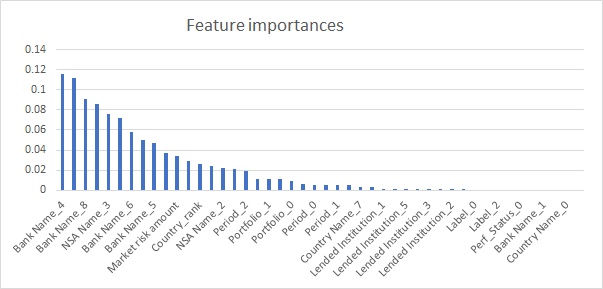 Feature importances
0.14
0.12
0.1
0.08
0.06
0.04
0.02
0
Bank Name_4
Bank Name_8
NSA Name_3
Bank Name_6
Bank Name_5
Market risk amount
Country_rank
NSA Name_2
Period_2
Portfolio_1
Portfolio_0
Period_0
Period_1
Country Name_7
Lended Institution_1
Lended Institution_5
Lended Institution_3
Lended Institution_2
Label_0
Label_2
Perf_Status_0
Bank Name_1
Country Name_0